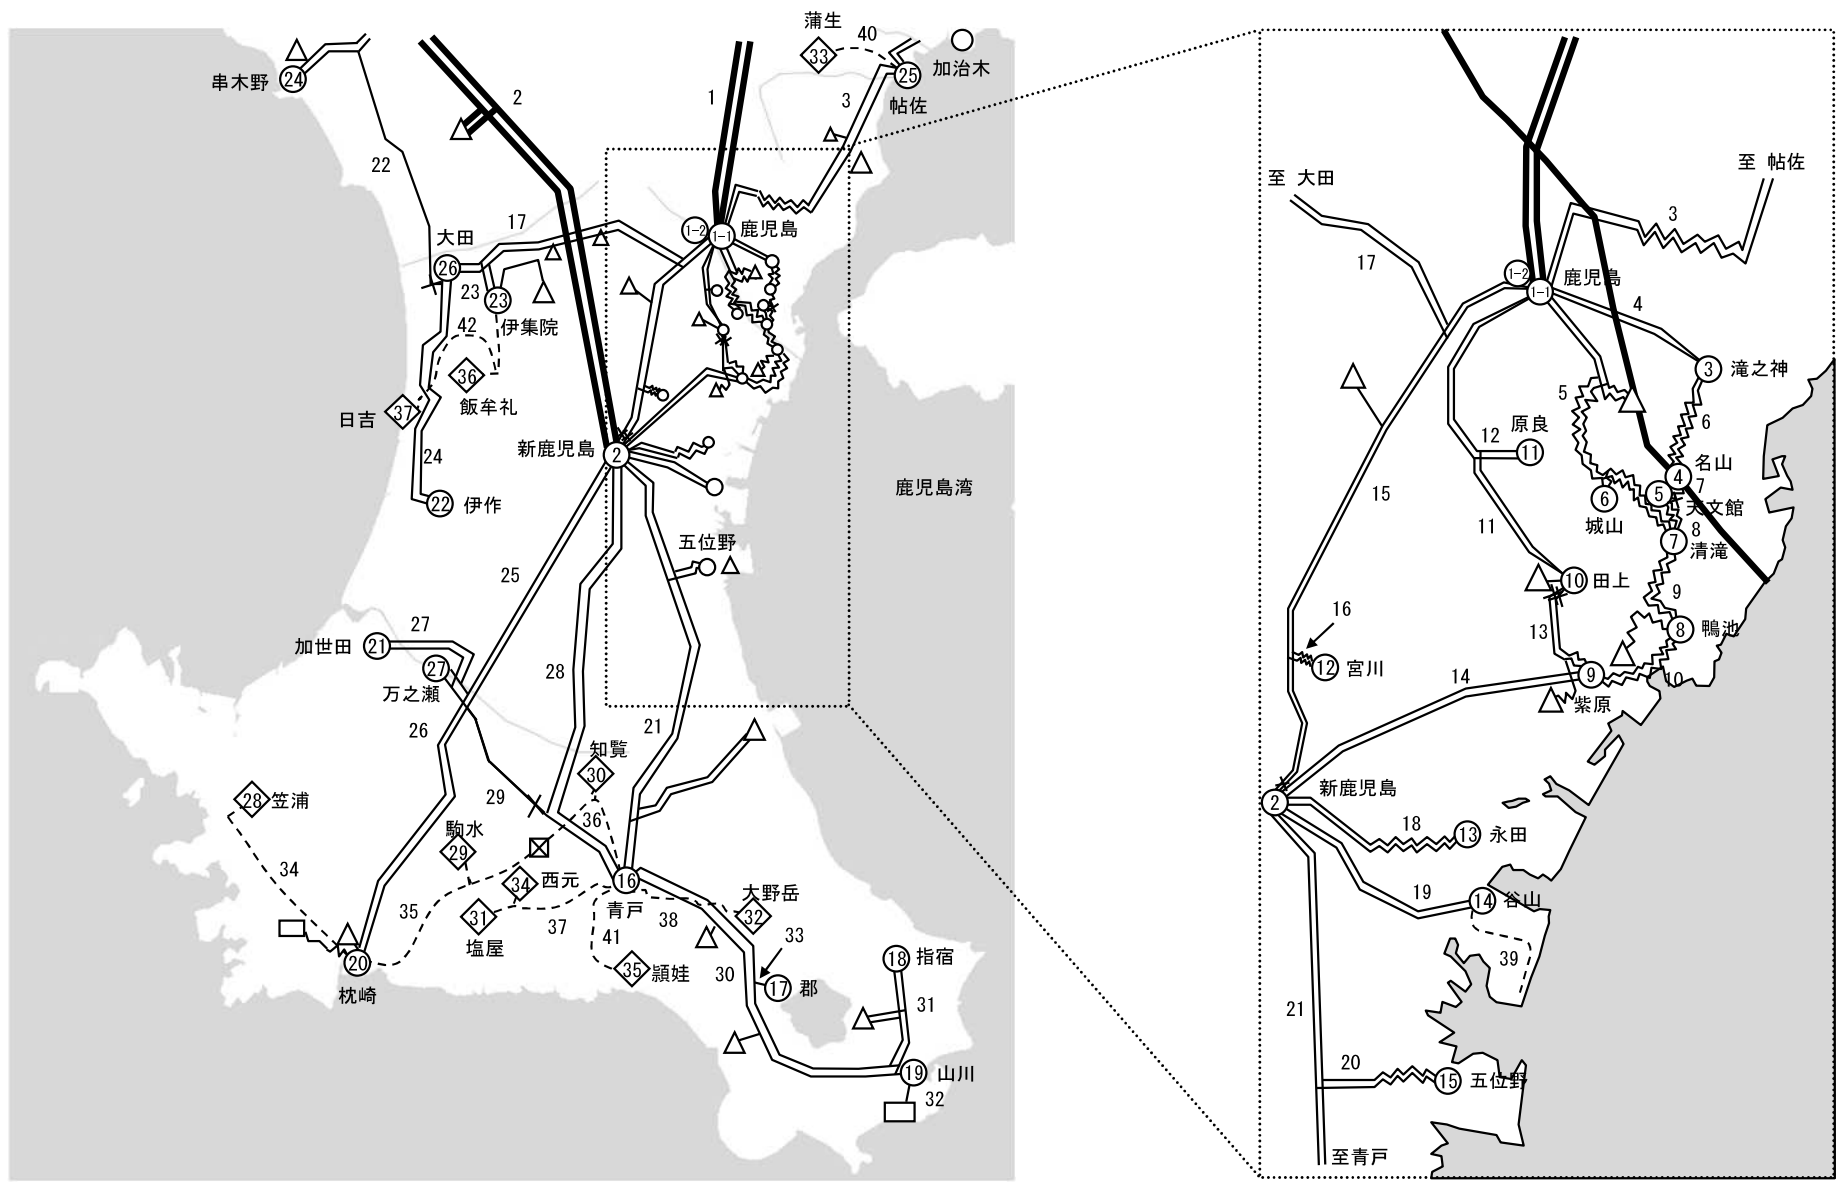 蒲生
40
33
加治木
串木野
24
2
1
3
25
帖佐
22
17
大田
1-2
1-1
鹿児島
26
23
23
伊集院
42
36
飯牟礼
日吉
37
新鹿児島
2
24
22
伊作
鹿児島湾
五位野
25
27
加世田
21
27
万之瀬
28
26
21
知覧
30
28
笠浦
29
36
駒水
29
34
34
西元
16
大野岳
32
35
31
塩屋
37
青戸
38
41
33
35
頴娃
30
17
郡
18
指宿
31
20
枕崎
19
山川
32
至 帖佐
至 大田
3
17
1-2
鹿児島
1-1
4
3
滝之神
5
6
原良
12
11
名山
4
7
15
6
5
天文館
城山
8
11
7
清滝
10
田上
9
16
13
8
鴨池
12
宮川
14
9
10
紫原
新鹿児島
2
18
13
永田
19
14
谷山
39
21
20
15
五位野
至青戸